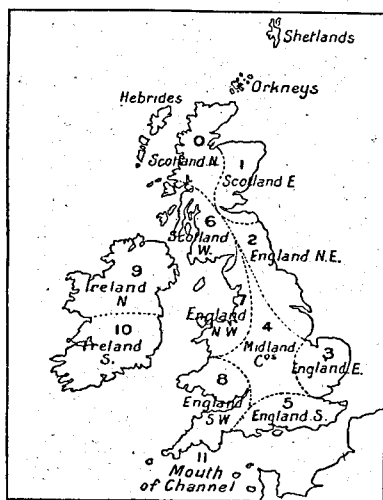 Shetlands
Orkneys
Hebrides
0
Scotland N.
1
Scotland E
6
Scotland
W.
2
England N.E.
9
Ireland
N
10
Ireland
S.
7
England
N W
4
Midland
Cos
3
England E.
8
England
S W
5
England S.
11
Mouth
of Channel